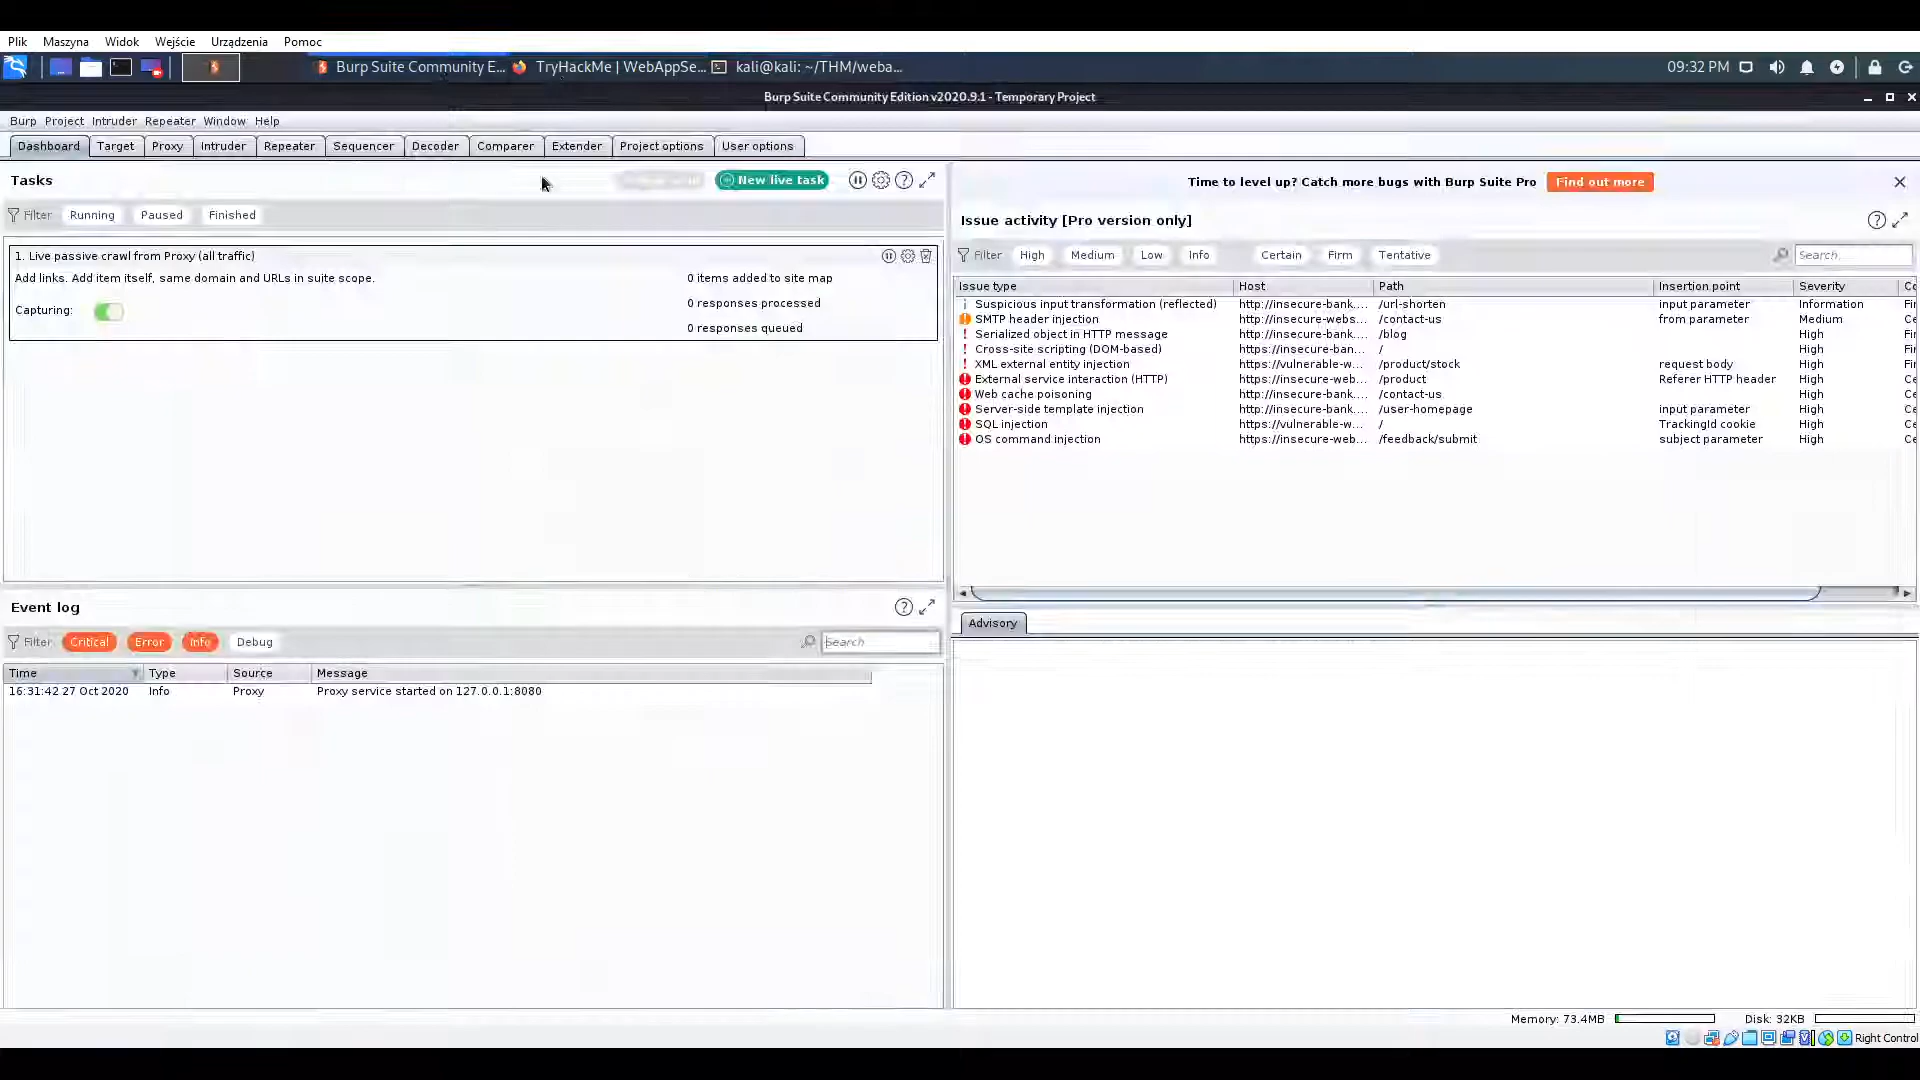 Plik Maszyna Widok Wejście Urządzenia Pomoc
Burp Suite Community E... TryHackMe | WebAppSe... kali@kali: ~/THM/weba... 09:32 PM
Burp Suite Community Edition v2020.9.1 - Temporary Project
Burp Project Intruder Repeater Window Help
Dashboard Target Proxy Intruder Repeater Sequencer Decoder Comparer Extender Project options User options
Tasks
New live task
Filter Running Paused Finished
1. Live passive crawl from Proxy (all traffic)
Add links. Add item itself, same domain and URLs in suite scope.
0 items added to site map
Capturing:
0 responses processed
0 responses queued
Event log
Filter Critical Error Info Debug Search
Time Type Source Message
16:31:42 27 Oct 2020 Info Proxy Proxy service started on 127.0.0.1:8080
Time to level up? Catch more bugs with Burp Suite Pro Find out more
Issue activity [Pro version only]
Filter High Medium Low Info Certain Firm Tentative Search...
Issue type Host Path Insertion point Severity Co
Suspicious input transformation (reflected) http://insecure-bank.... /url-shorten input parameter Information Fir
SMTP header injection http://insecure-webs... /contact-us from parameter Medium Ce
Serialized object in HTTP message http://insecure-bank.... /blog High Fir
Cross-site scripting (DOM-based) https://insecure-ban... / High Fir
XML external entity injection https://vulnerable-w... /product/stock request body High Fir
External service interaction (HTTP) https://insecure-web... /product Referer HTTP header High Ce
Web cache poisoning http://insecure-bank.... /contact-us High Ce
Server-side template injection http://insecure-bank.... /user-homepage input parameter High Ce
SQL injection https://vulnerable-w... / TrackingId cookie High Ce
OS command injection https://insecure-web... /feedback/submit subject parameter High Ce
Advisory
Memory: 73.4MB Disk: 32KB
Right Control